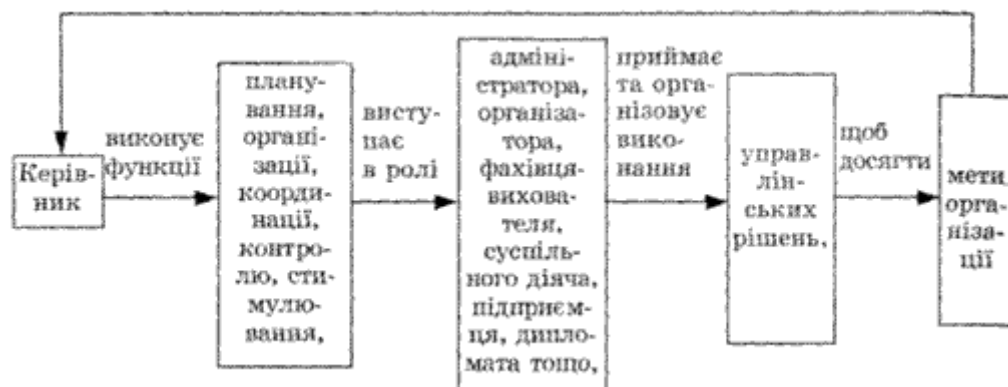 Керів-
ник
виконує
функції
плану-
вання,
органі-
зації,
коорди-
нації,
контро-
лю, сти-
мулю-
вання,
висту-
пає
в ролі
адміні-
стратора,
організа-
тора,
фахівця-
вихова-
теля,
суспіль-
ного діяча,
підприєм-
ця, дипло-
мата тощо,
приймає
та орга-
нізовує
вико-
нання
управ-
лін-
ських
рішень,
щоб
досягти
мети
орга-
ніза-
ції